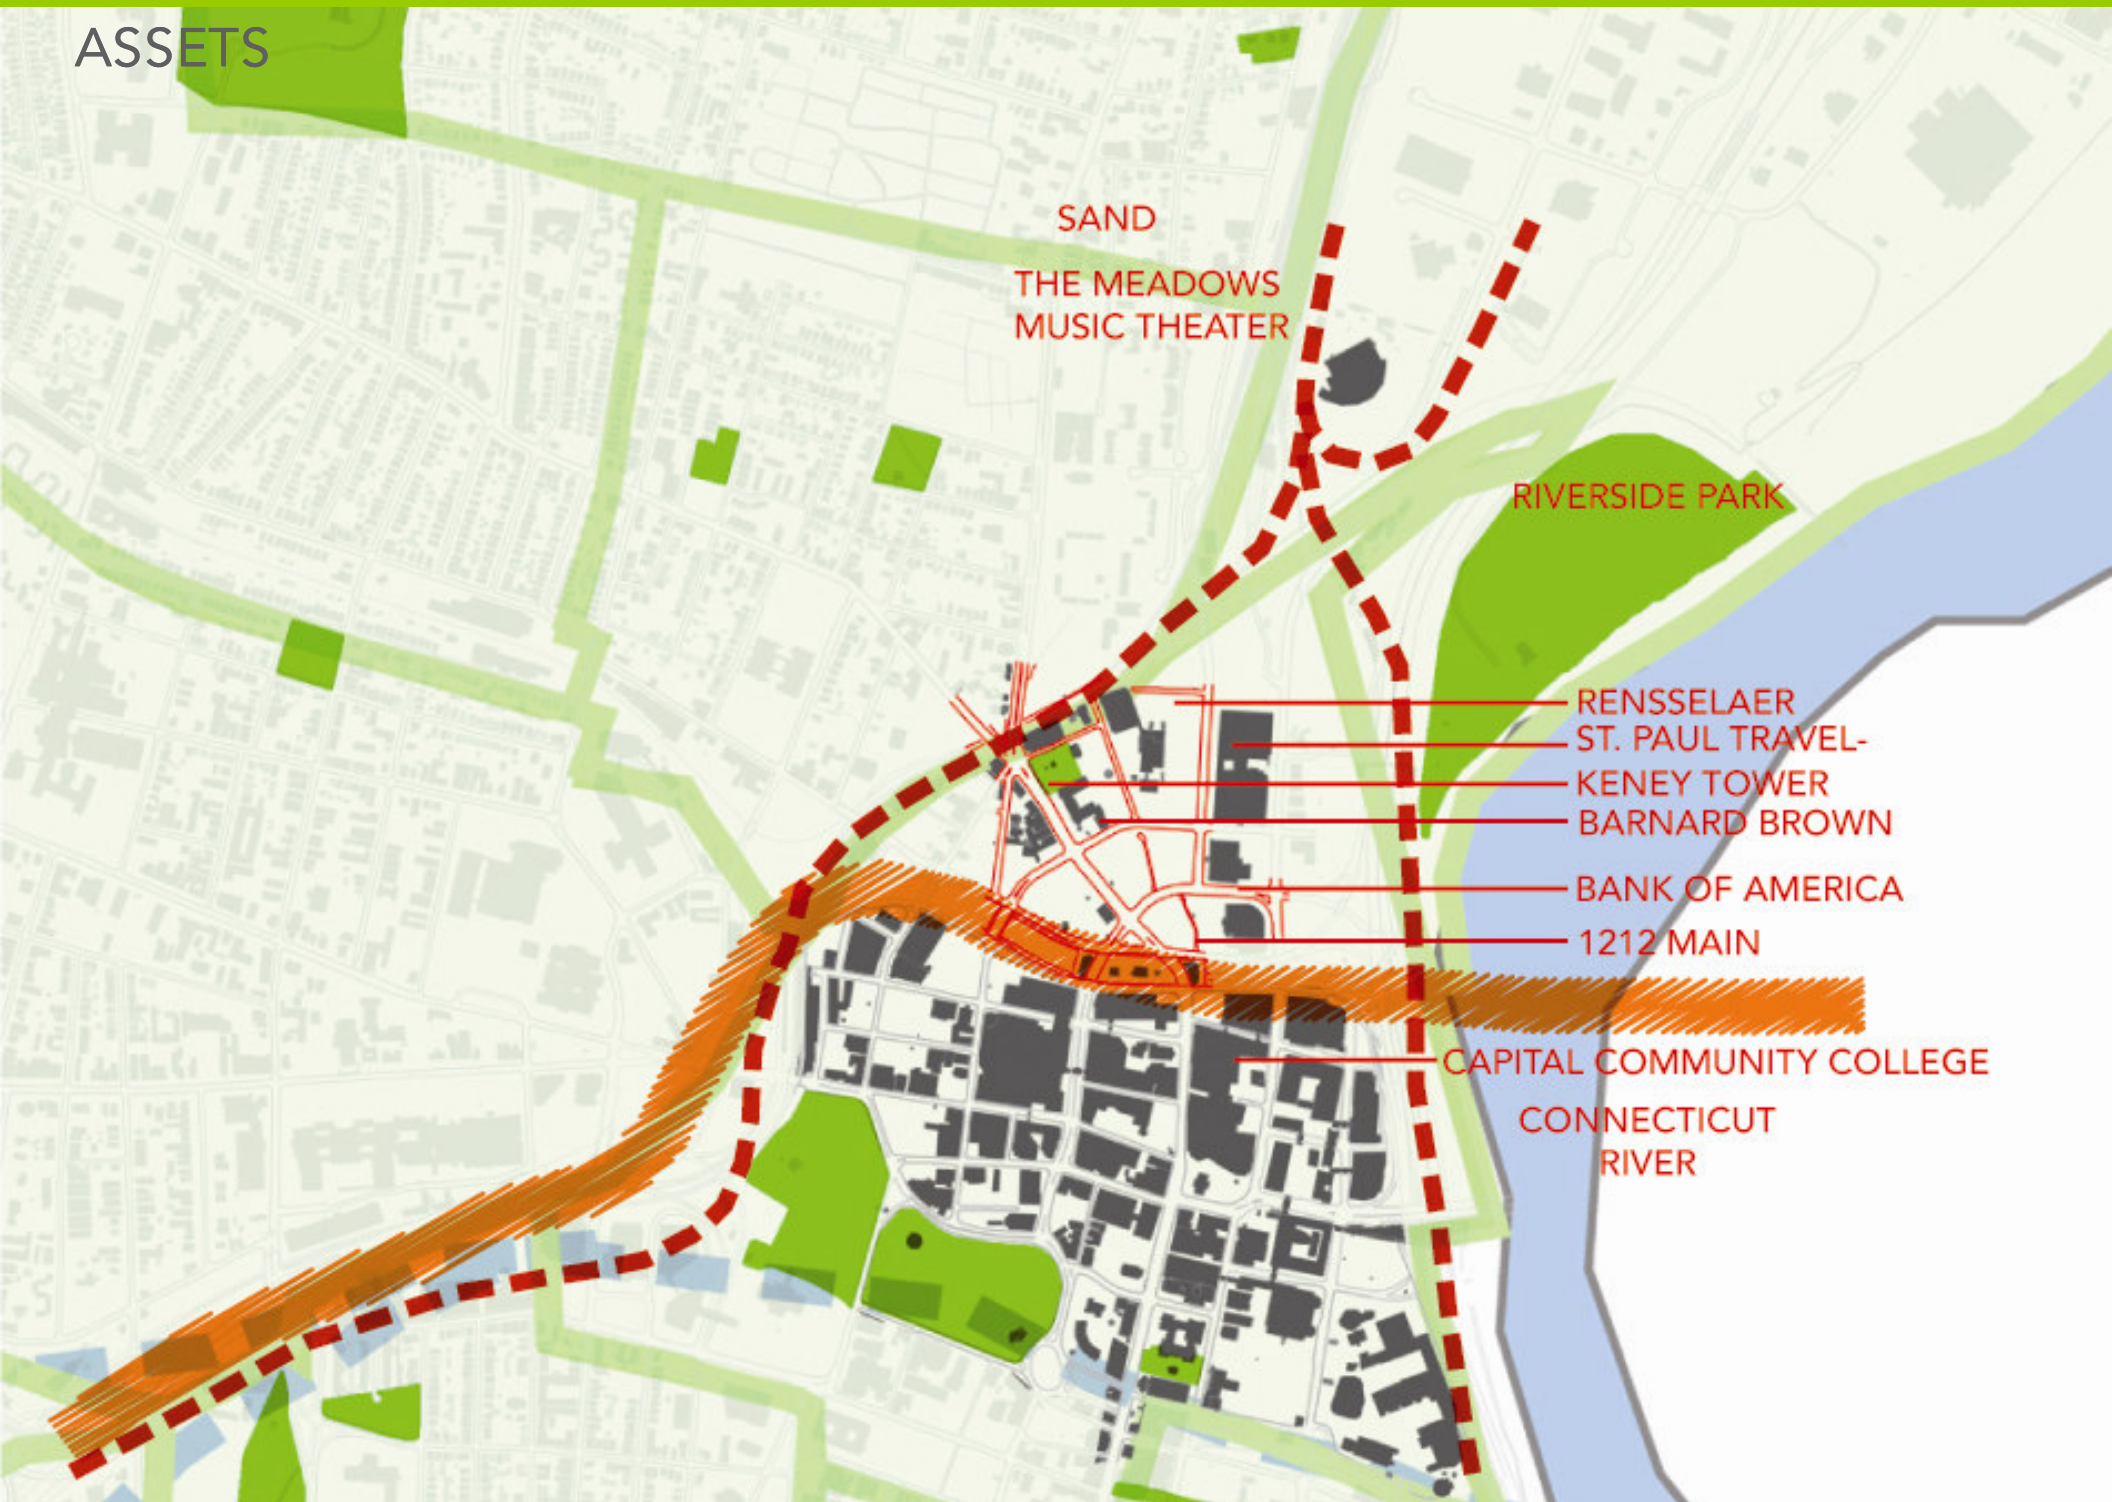 ASSETS
SAND
THE MEADOWS
MUSIC THEATER
RIVERSIDE PARK
RENSSELAER
ST. PAUL TRAVEL-
KENEY TOWER
BARNARD BROWN
BANK OF AMERICA
1212 MAIN
CAPITAL COMMUNITY COLLEGE
CONNECTICUT
RIVER